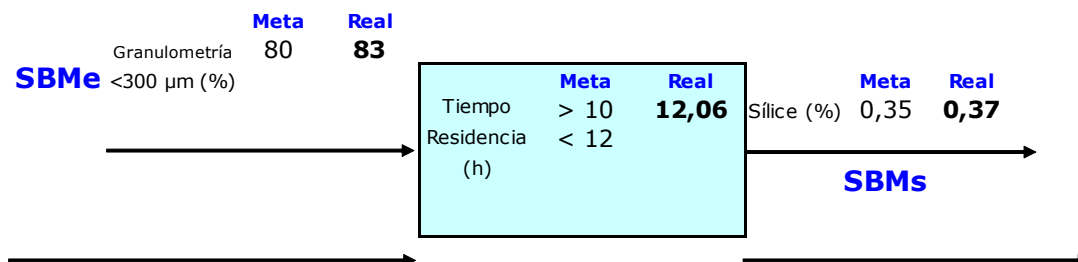 Meta Real
Granulometría 80 83
SBMe <300 µm (%)
Meta Real Meta Real
Tiempo > 10 12,06 Sílice (%) 0,35 0,37
Residencia < 12
(h)
SBMs